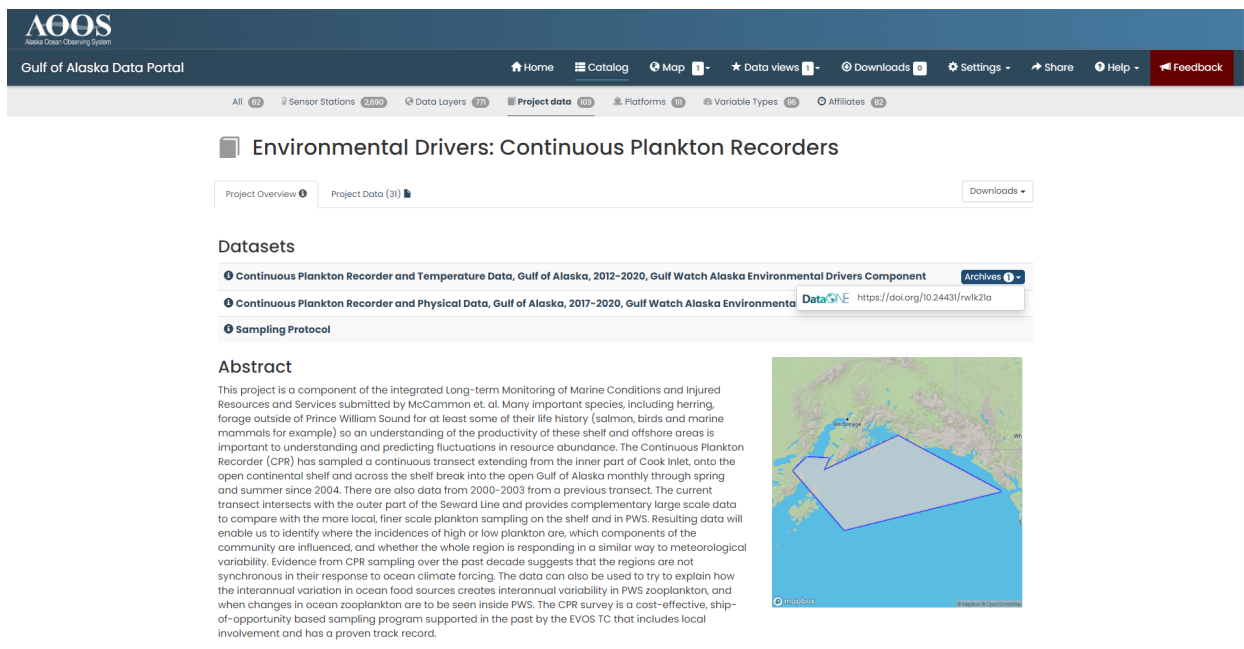 AOOS
Alaska Ocean Observing System
Gulf of Alaska Data Portal
Home Catalog Map 1 Data views 1 Downloads 0 Settings Share Help Feedback
All 62 Sensor Stations 2,690 Data Layers 771 Project data 103 Platforms 111 Variable Types 95 Affiliates 82
Environmental Drivers: Continuous Plankton Recorders
Project Overview Project Data (31) Downloads
Datasets
Continuous Plankton Recorder and Temperature Data, Gulf of Alaska, 2012-2020, Gulf Watch Alaska Environmental Drivers Component Archives 1
Continuous Plankton Recorder and Physical Data, Gulf of Alaska, 2017-2020, Gulf Watch Alaska Environmenta
DataONE https://doi.org/10.24431/rw1k21a
Sampling Protocol
Abstract
This project is a component of the integrated Long-term Monitoring of Marine Conditions and Injured
Resources and Services submitted by McCammon et. al. Many important species, including herring,
forage outside of Prince William Sound for at least some of their life history (salmon, birds and marine
mammals for example) so an understanding of the productivity of these shelf and offshore areas is
important to understanding and predicting fluctuations in resource abundance. The Continuous Plankton
Recorder (CPR) has sampled a continuous transect extending from the inner part of Cook Inlet, onto the
open continental shelf and across the shelf break into the open Gulf of Alaska monthly through spring
and summer since 2004. There are also data from 2000-2003 from a previous transect. The current
transect intersects with the outer part of the Seward Line and provides complementary large scale data
to compare with the more local, finer scale plankton sampling on the shelf and in PWS. Resulting data will
enable us to identify where the incidences of high or low plankton are, which components of the
community are influenced, and whether the whole region is responding in a similar way to meteorological
variability. Evidence from CPR sampling over the past decade suggests that the regions are not
synchronous in their response to ocean climate forcing. The data can also be used to try to explain how
the interannual variation in ocean food sources creates interannual variability in PWS zooplankton, and
when changes in ocean zooplankton are to be seen inside PWS. The CPR survey is a cost-effective, ship-
of-opportunity based sampling program supported in the past by the EVOS TC that includes local
involvement and has a proven track record.
Anchorage
Wh
S
mapbox
© Mapbox © OpenStreetMap